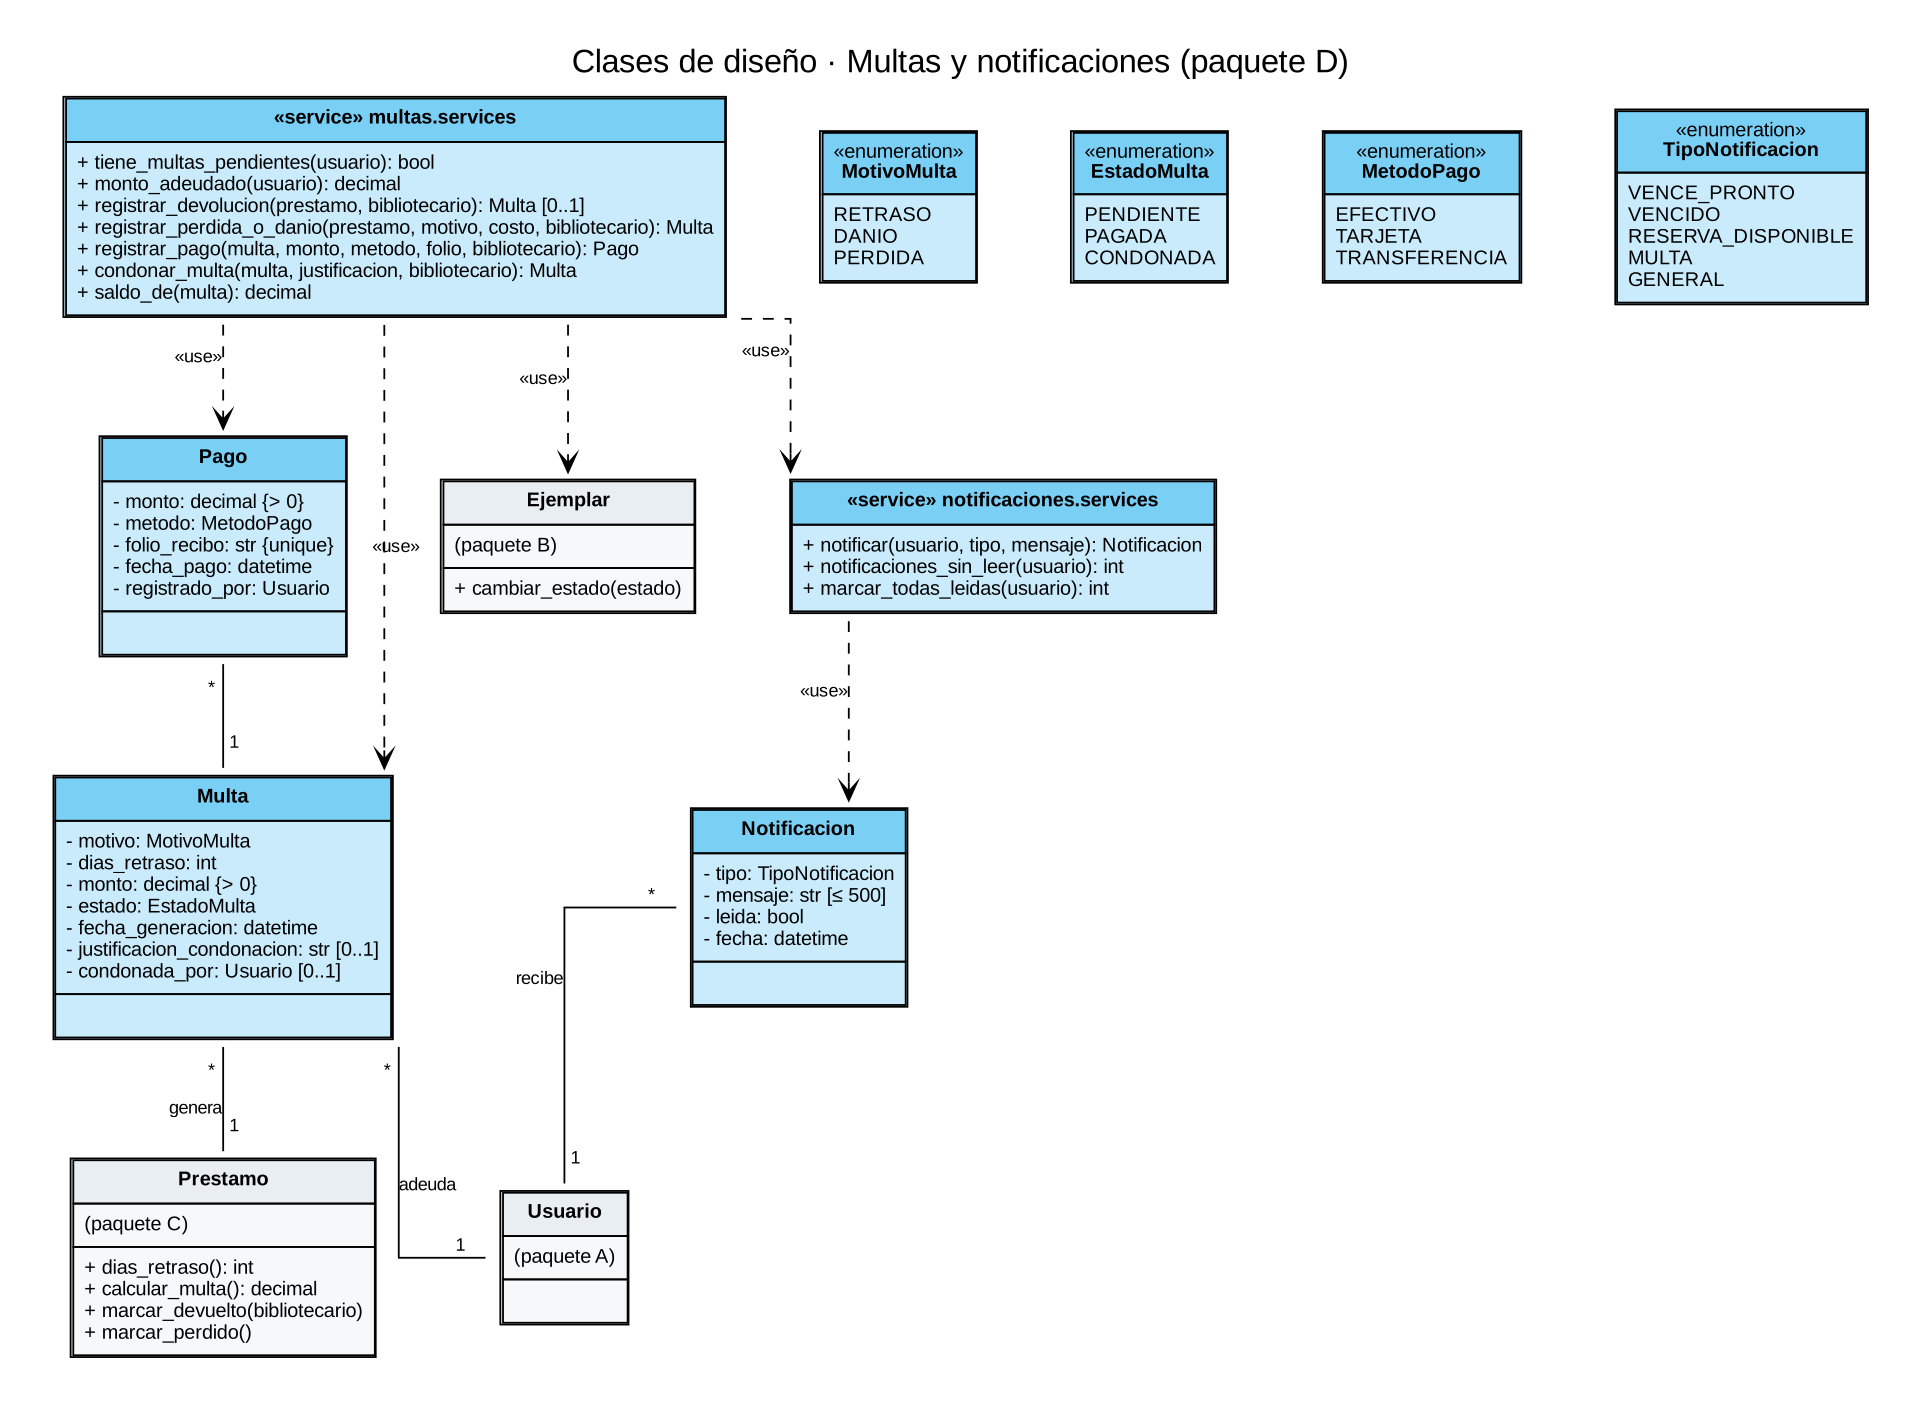 Clases de diseño · Multas y notificaciones (paquete D)
«service» multas.services
+ tiene_multas_pendientes(usuario): bool
+ monto_adeudado(usuario): decimal
+ registrar_devolucion(prestamo, bibliotecario): Multa [0..1]
+ registrar_perdida_o_danio(prestamo, motivo, costo, bibliotecario): Multa
+ registrar_pago(multa, monto, metodo, folio, bibliotecario): Pago
+ condonar_multa(multa, justificacion, bibliotecario): Multa
+ saldo_de(multa): decimal
«enumeration»
MotivoMulta
RETRASO
DANIO
PERDIDA
«enumeration»
EstadoMulta
PENDIENTE
PAGADA
CONDONADA
«enumeration»
MetodoPago
EFECTIVO
TARJETA
TRANSFERENCIA
«enumeration»
TipoNotificacion
VENCE_PRONTO
VENCIDO
RESERVA_DISPONIBLE
MULTA
GENERAL
«use»
«use»
«use»
«use»
Pago
- monto: decimal {> 0}
- metodo: MetodoPago
- folio_recibo: str {unique}
- fecha_pago: datetime
- registrado_por: Usuario
Ejemplar
(paquete B)
+ cambiar_estado(estado)
«service» notificaciones.services
+ notificar(usuario, tipo, mensaje): Notificacion
+ notificaciones_sin_leer(usuario): int
+ marcar_todas_leidas(usuario): int
*
1
«use»
Multa
- motivo: MotivoMulta
- dias_retraso: int
- monto: decimal {> 0}
- estado: EstadoMulta
- fecha_generacion: datetime
- justificacion_condonacion: str [0..1]
- condonada_por: Usuario [0..1]
Notificacion
- tipo: TipoNotificacion
- mensaje: str [≤ 500]
- leida: bool
- fecha: datetime
*
recibe
1
*
genera
1
*
adeuda
1
Prestamo
(paquete C)
+ dias_retraso(): int
+ calcular_multa(): decimal
+ marcar_devuelto(bibliotecario)
+ marcar_perdido()
Usuario
(paquete A)